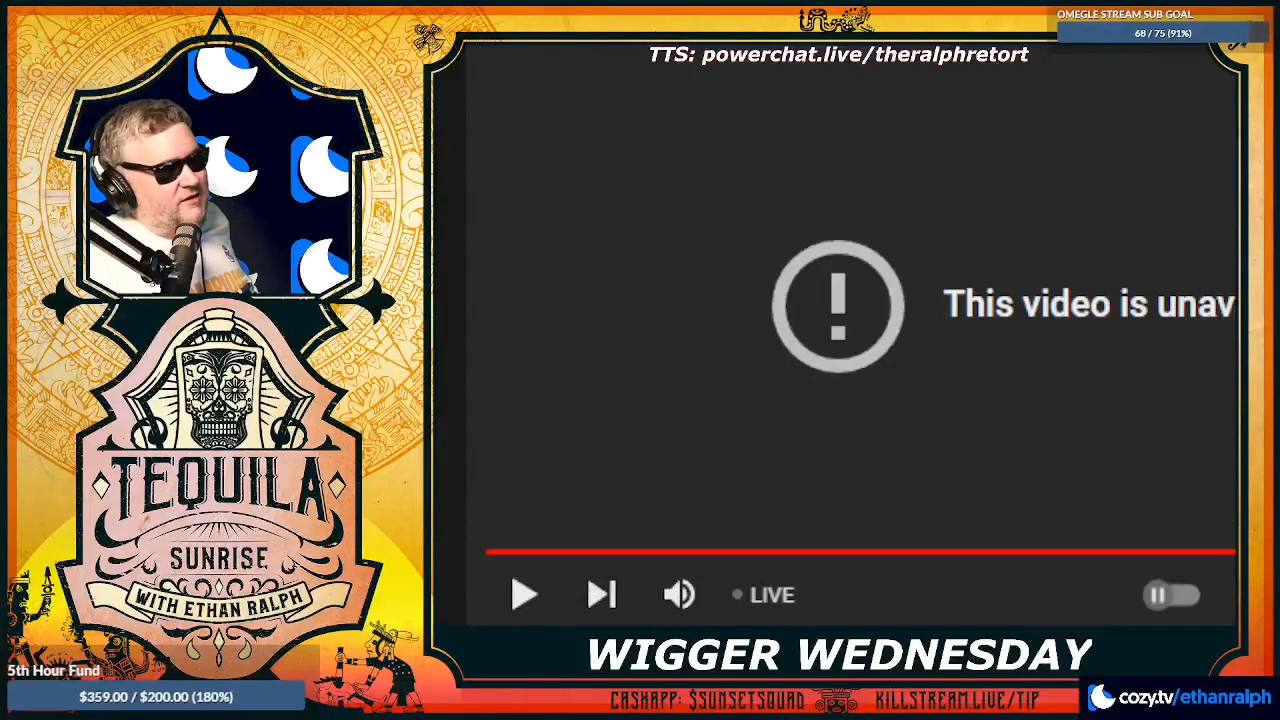 OMEGLE STREAM SUB GOAL
68 / 75 (91%)
TTS: powerchat.live/theralphretort
This video is unav
LIVE
TEQUILA
SUNRISE
WITH ETHAN RALPH
WIGGER WEDNESDAY
5th Hour Fund
$359.00 / $200.00 (180%)
CASHAPP: $SUNSETSQUAD
KILLSTREAM.LIVE/TIP
cozy.tv/ethanralph